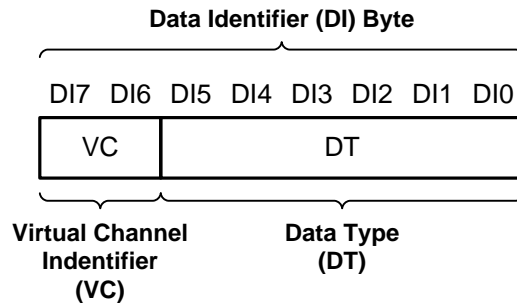 Data Identifier (DI) Byte
DI7 DI6 DI5 DI4 DI3 DI2 DI1 DI0
VC DT
Virtual Channel Data Type
Indentifier (DT)
(VC)